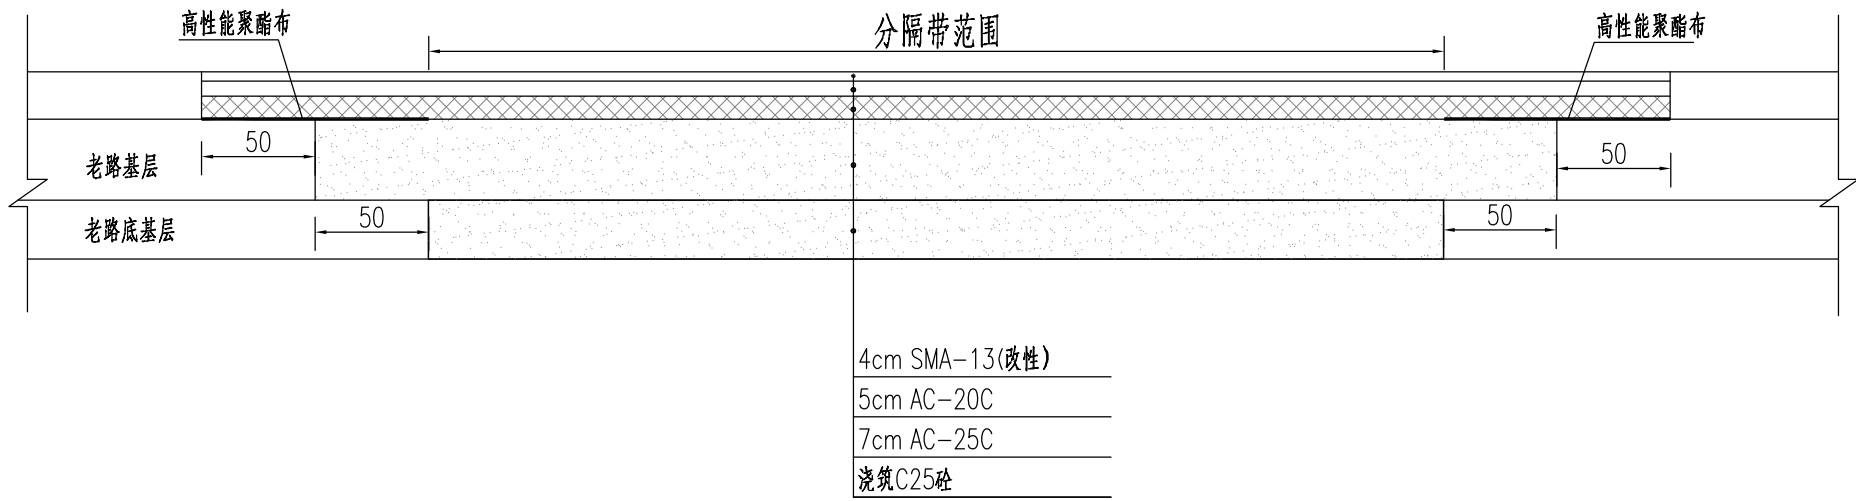 高性能聚酯布
分隔带范围
高性能聚酯布
50
50
老路基层
50
50
老路底基层
4cm SMA-13(改性)
5cm AC-20C
7cm AC-25C
浇筑C25砼